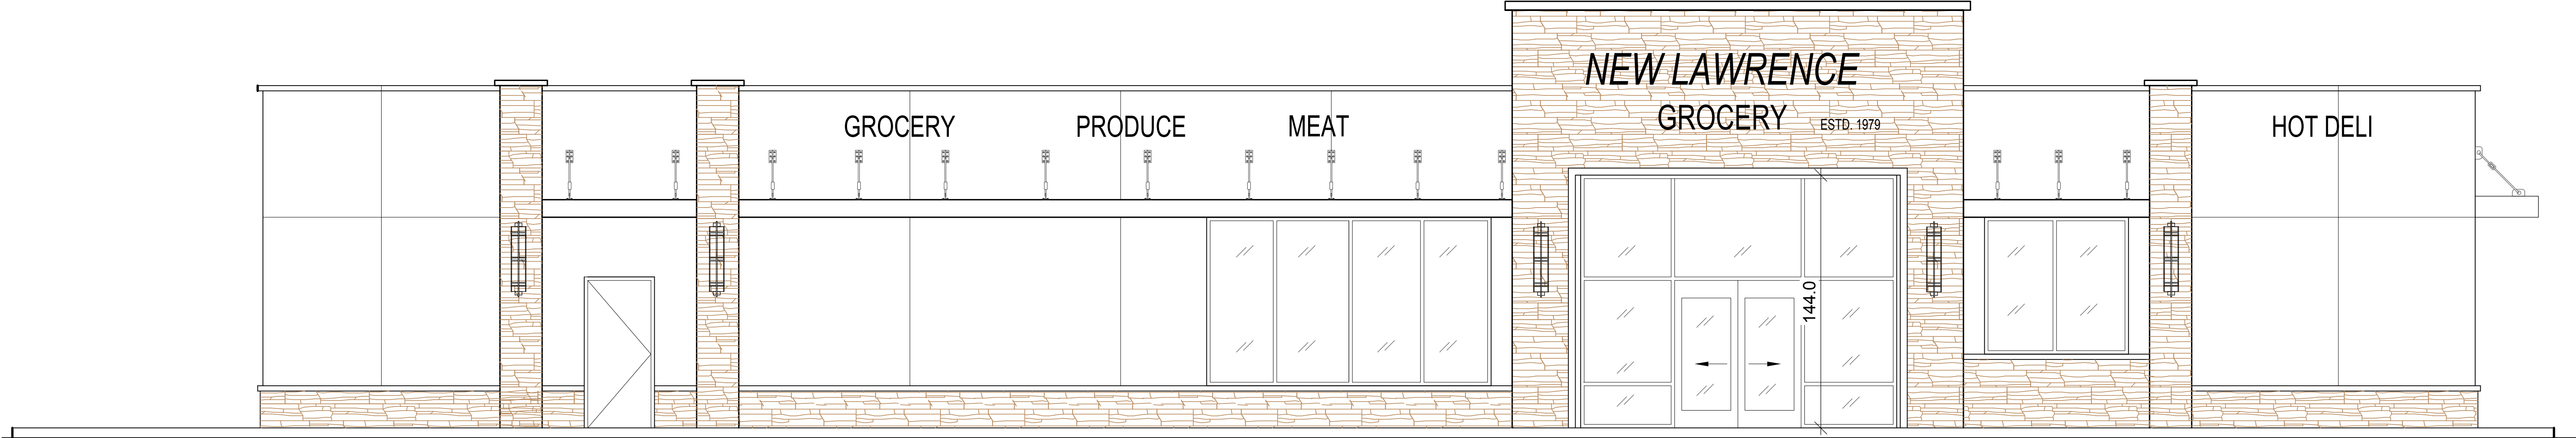 NEW LAWRENCE
GROCERY ESTD. 1979
GROCERY PRODUCE MEAT
HOT DELI
144.0